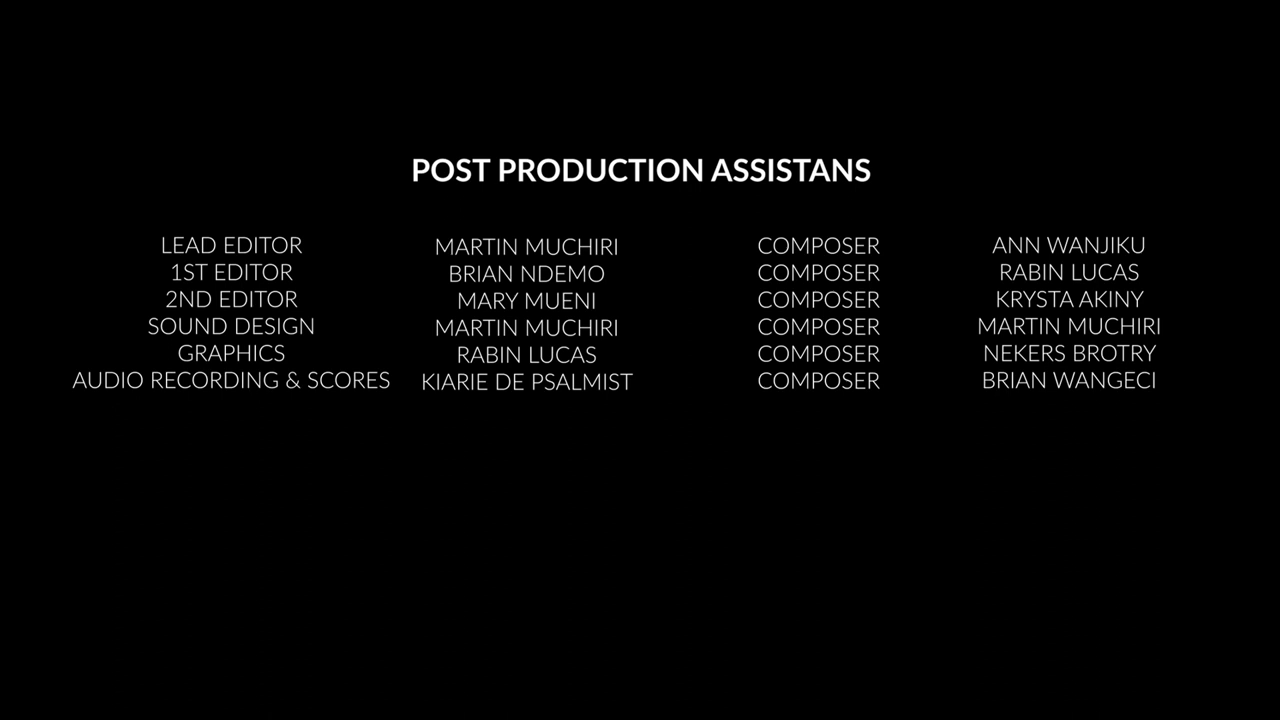 POST PRODUCTION ASSISTANS
LEAD EDITOR MARTIN MUCHIRI COMPOSER ANN WANJIKU
1ST EDITOR BRIAN NDEMO COMPOSER RABIN LUCAS
2ND EDITOR MARY MUENI COMPOSER KRYSTA AKINY
SOUND DESIGN MARTIN MUCHIRI COMPOSER MARTIN MUCHIRI
GRAPHICS RABIN LUCAS COMPOSER NEKERS BROTRY
AUDIO RECORDING & SCORES KIARIE DE PSALMIST COMPOSER BRIAN WANGECI